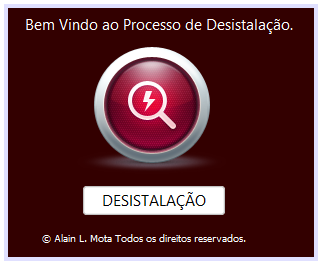 Bem Vindo ao Processo de Desistalação.
DESISTALAÇÃO
© Alain L. Mota Todos os direitos reservados.